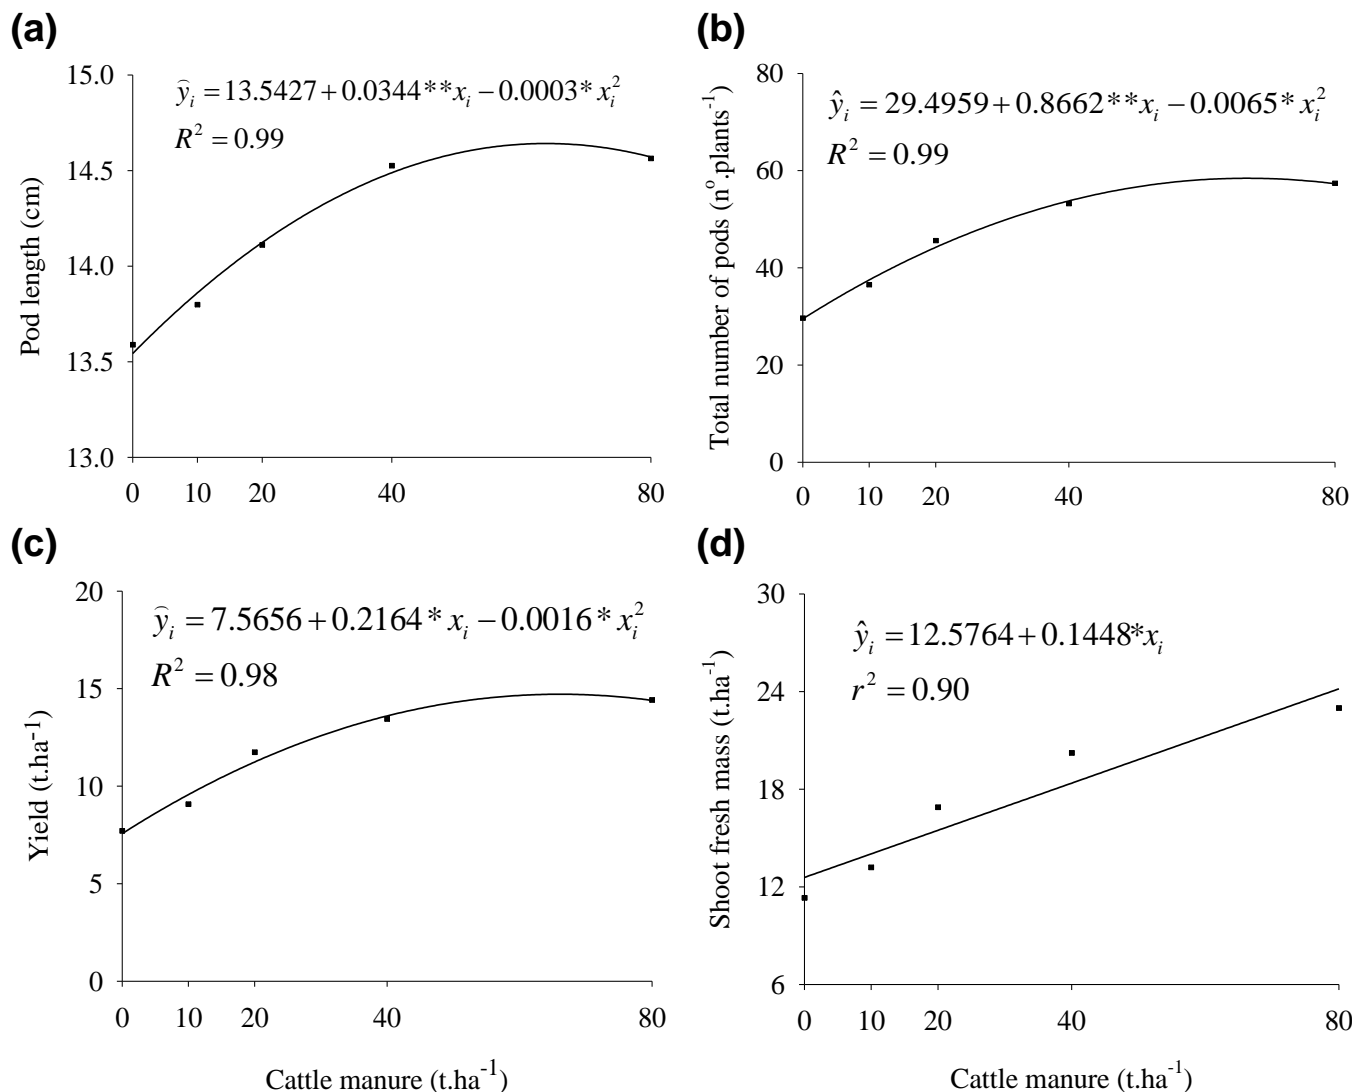 (a)
15.0
14.5
14.0
13.5
13.0
Pod length (cm)
ŷᵢ = 13.5427 + 0.0344**xᵢ − 0.0003* xᵢ²
R² = 0.99
0 10 20 40 80
(b)
80
60
40
20
0
Total number of pods (nº.plants⁻¹)
ŷᵢ = 29.4959 + 0.8662**xᵢ − 0.0065* xᵢ²
R² = 0.99
0 10 20 40 80
(c)
20
15
10
5
0
Yield (t.ha⁻¹)
ŷᵢ = 7.5656 + 0.2164* xᵢ − 0.0016* xᵢ²
R² = 0.98
0 10 20 40 80
Cattle manure (t.ha⁻¹)
(d)
30
24
18
12
6
Shoot fresh mass (t.ha⁻¹)
ŷᵢ = 12.5764 + 0.1448*xᵢ
r² = 0.90
0 10 20 40 80
Cattle manure (t.ha⁻¹)